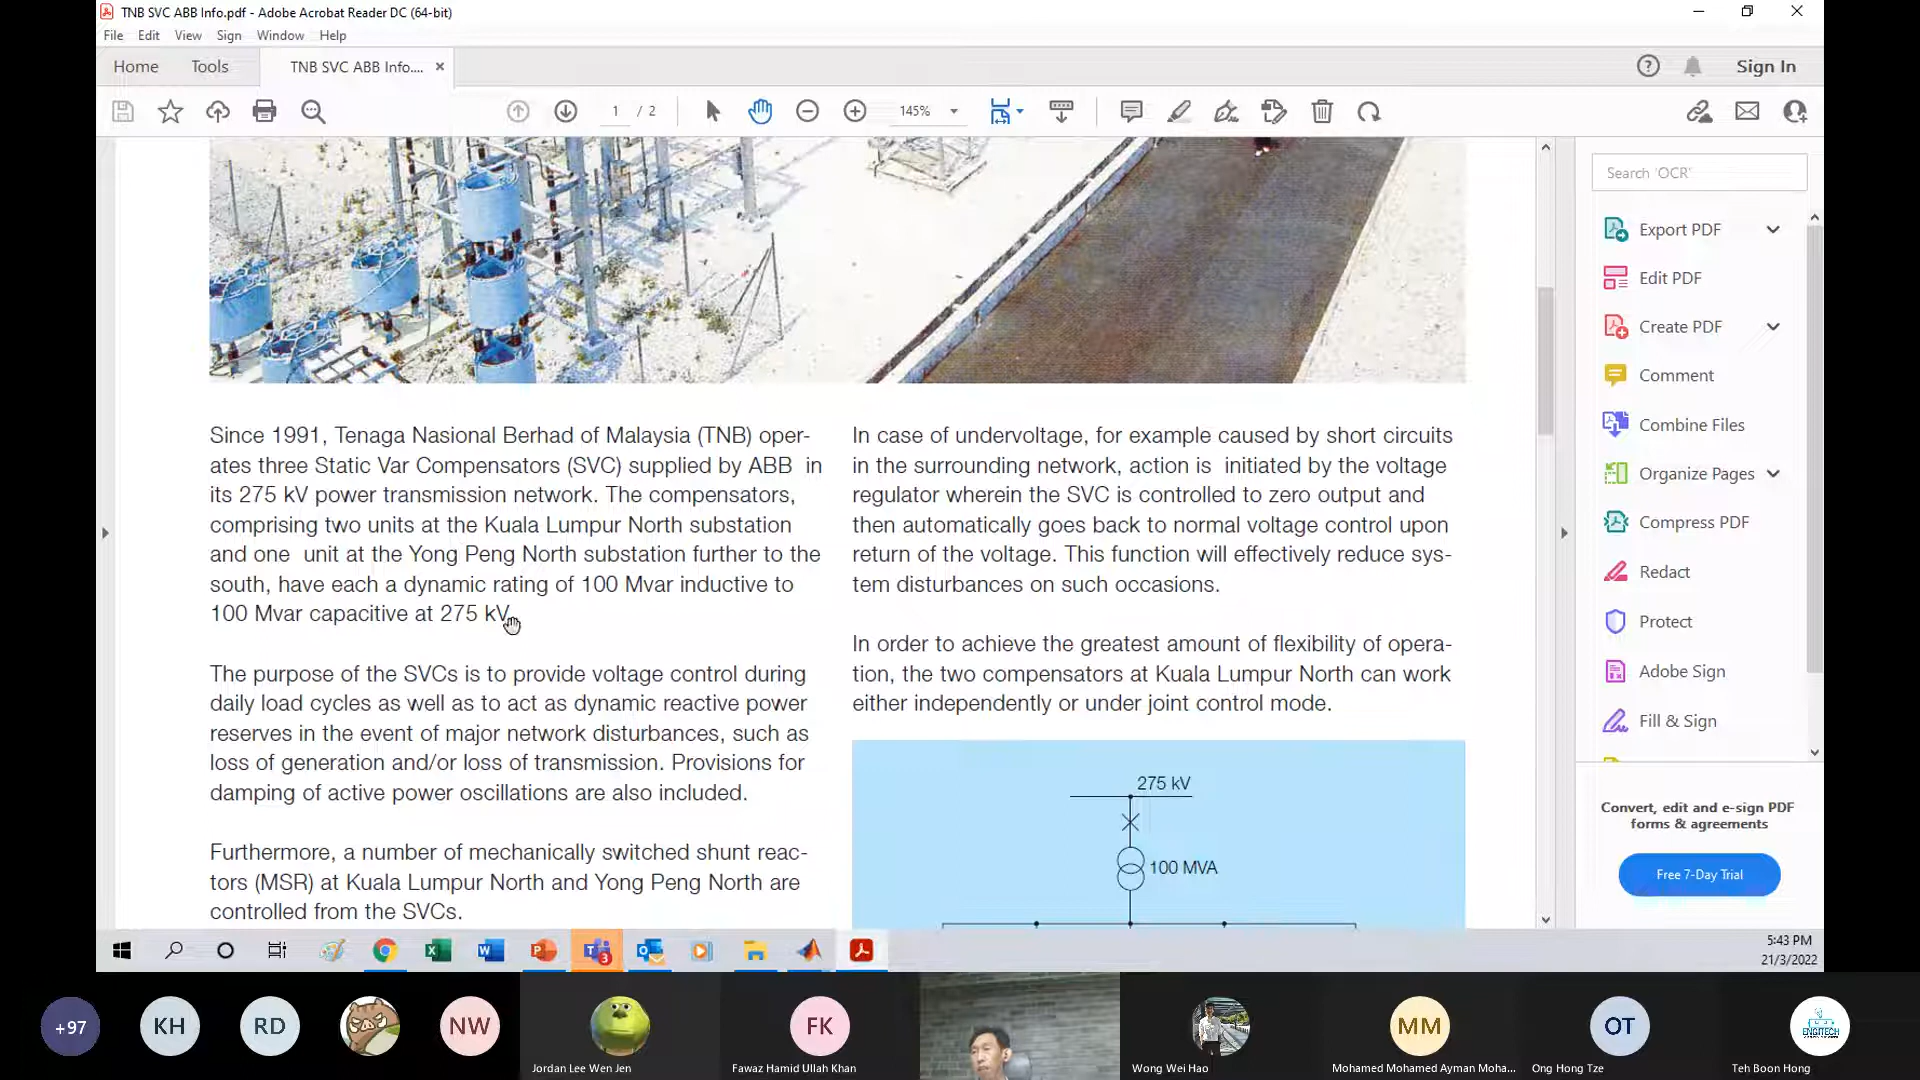 TNB SVC ABB Info.pdf - Adobe Acrobat Reader DC (64-bit)
File Edit View Sign Window Help
Home Tools TNB SVC ABB Info.... × Sign In
1 / 2 145%
Search 'OCR'
Export PDF
Edit PDF
Create PDF
Comment
Combine Files
Organize Pages
Compress PDF
Redact
Protect
Adobe Sign
Fill & Sign
Convert, edit and e-sign PDF
forms & agreements
Free 7-Day Trial
Since 1991, Tenaga Nasional Berhad of Malaysia (TNB) oper-
ates three Static Var Compensators (SVC) supplied by ABB in
its 275 kV power transmission network. The compensators,
comprising two units at the Kuala Lumpur North substation
and one unit at the Yong Peng North substation further to the
south, have each a dynamic rating of 100 Mvar inductive to
100 Mvar capacitive at 275 kV.
The purpose of the SVCs is to provide voltage control during
daily load cycles as well as to act as dynamic reactive power
reserves in the event of major network disturbances, such as
loss of generation and/or loss of transmission. Provisions for
damping of active power oscillations are also included.
Furthermore, a number of mechanically switched shunt reac-
tors (MSR) at Kuala Lumpur North and Yong Peng North are
controlled from the SVCs.
In case of undervoltage, for example caused by short circuits
in the surrounding network, action is initiated by the voltage
regulator wherein the SVC is controlled to zero output and
then automatically goes back to normal voltage control upon
return of the voltage. This function will effectively reduce sys-
tem disturbances on such occasions.
In order to achieve the greatest amount of flexibility of opera-
tion, the two compensators at Kuala Lumpur North can work
either independently or under joint control mode.
275 kV
100 MVA
3
5:43 PM
21/3/2022
+97 KH RD NW FK MM OT ENGITECH
Jordan Lee Wen Jen
Fawaz Hamid Ullah Khan
Wong Wei Hao
Mohamed Mohamed Ayman Moha...
Ong Hong Tze
Teh Boon Hong